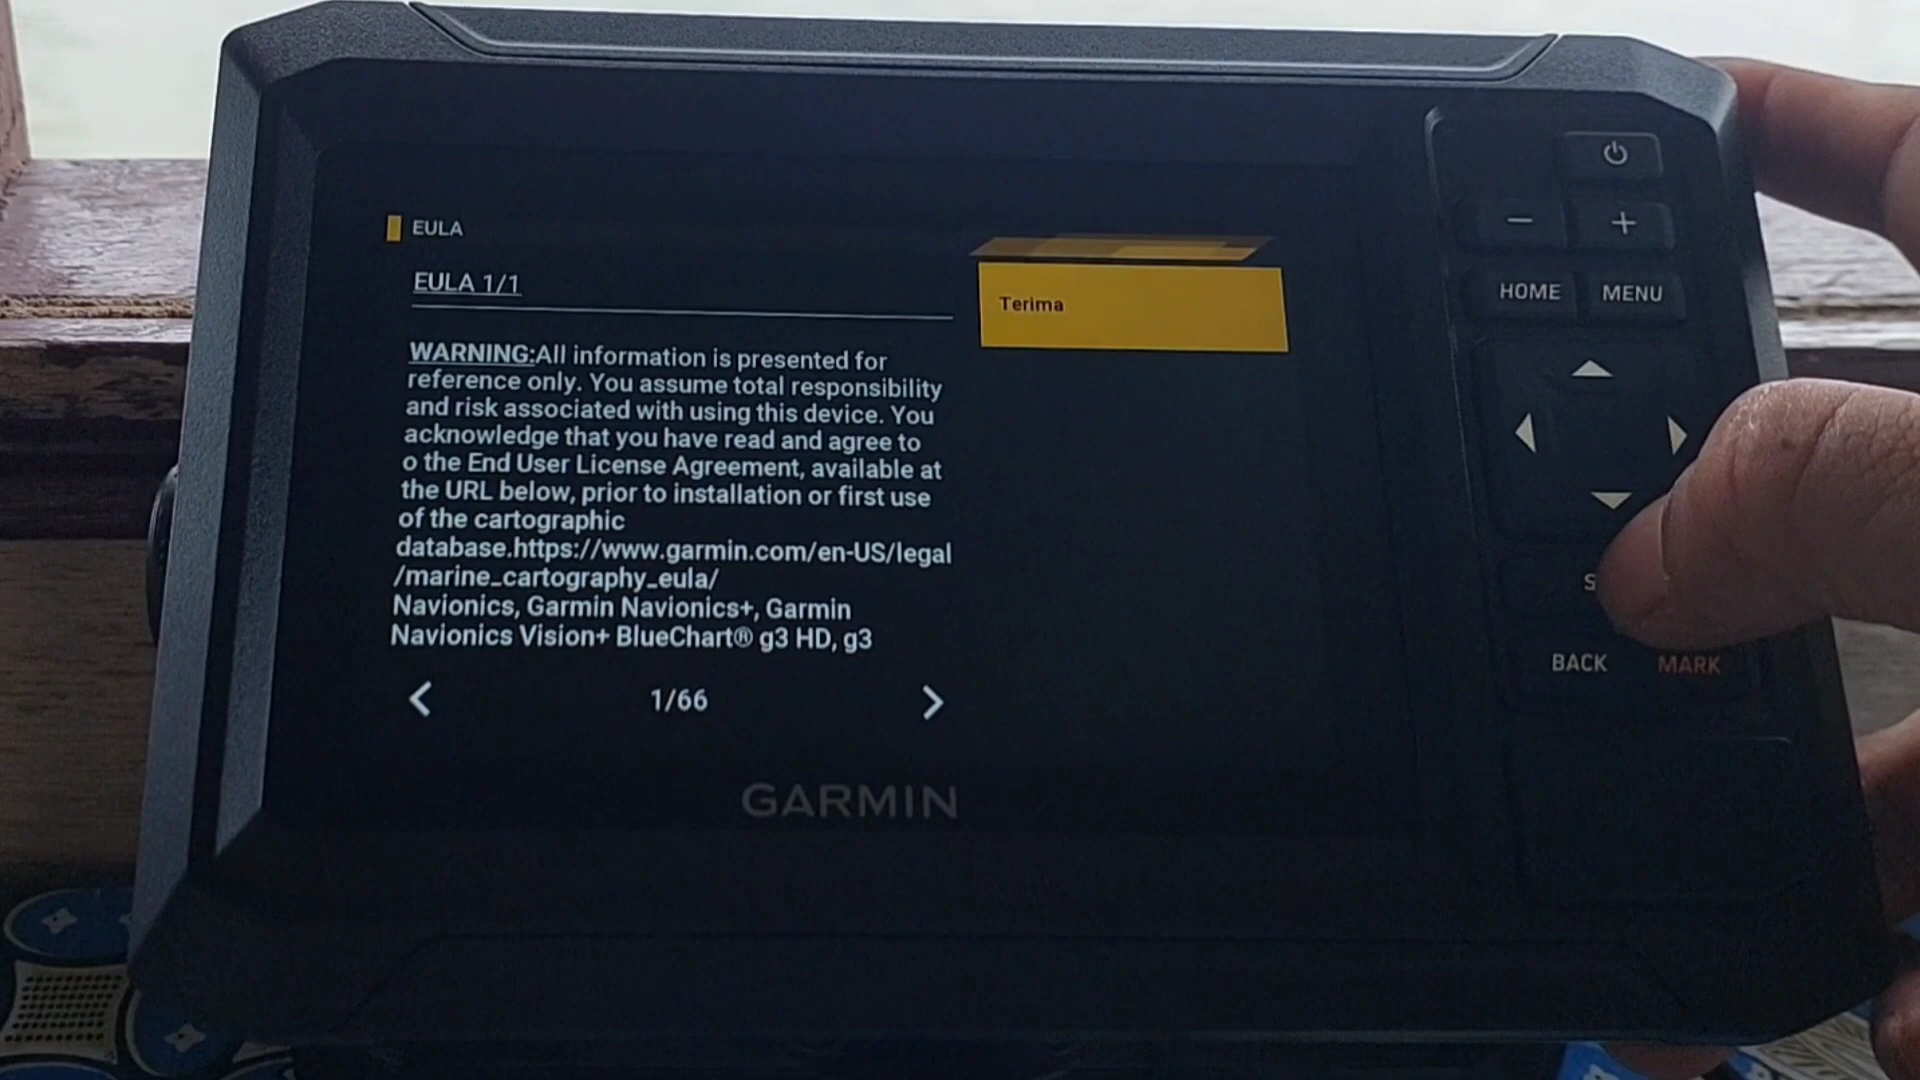 EULA
EULA 1/1
WARNING:All information is presented for
reference only. You assume total responsibility
and risk associated with using this device. You
acknowledge that you have read and agree to
o the End User License Agreement, available at
the URL below, prior to installation or first use
of the cartographic
database.https://www.garmin.com/en-US/legal
/marine_cartography_eula/
Navionics, Garmin Navionics+, Garmin
Navionics Vision+ BlueChart® g3 HD, g3
1/66
Terima
GARMIN
HOME MENU
BACK MARK